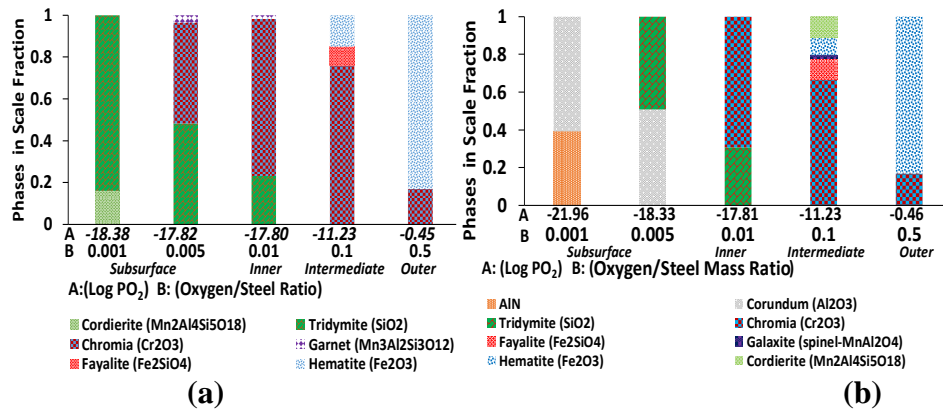 (a)
Phases in Scale Fraction
1
0.8
0.6
0.4
0.2
0
A -18.38 -17.82 -17.80 -11.23 -0.45
B 0.001 0.005 0.01 0.1 0.5
Subsurface Inner Intermediate Outer
A:(Log PO2) B: (Oxygen/Steel Ratio)
Cordierite (Mn2Al4Si5O18) Tridymite (SiO2)
Chromia (Cr2O3) Garnet (Mn3Al2Si3O12)
Fayalite (Fe2SiO4) Hematite (Fe2O3)
(a)
(b)
Phases in Scale Fraction
1
0.8
0.6
0.4
0.2
0
A -21.96 -18.33 -17.81 -11.23 -0.46
B 0.001 0.005 0.01 0.1 0.5
Subsurface Inner Intermediate Outer
A: (Log PO2) B: (Oxygen/Steel Mass Ratio)
AlN Corundum (Al2O3)
Tridymite (SiO2) Chromia (Cr2O3)
Fayalite (Fe2SiO4) Galaxite (spinel-MnAl2O4)
Hematite (Fe2O3) Cordierite (Mn2Al4Si5O18)
(b)